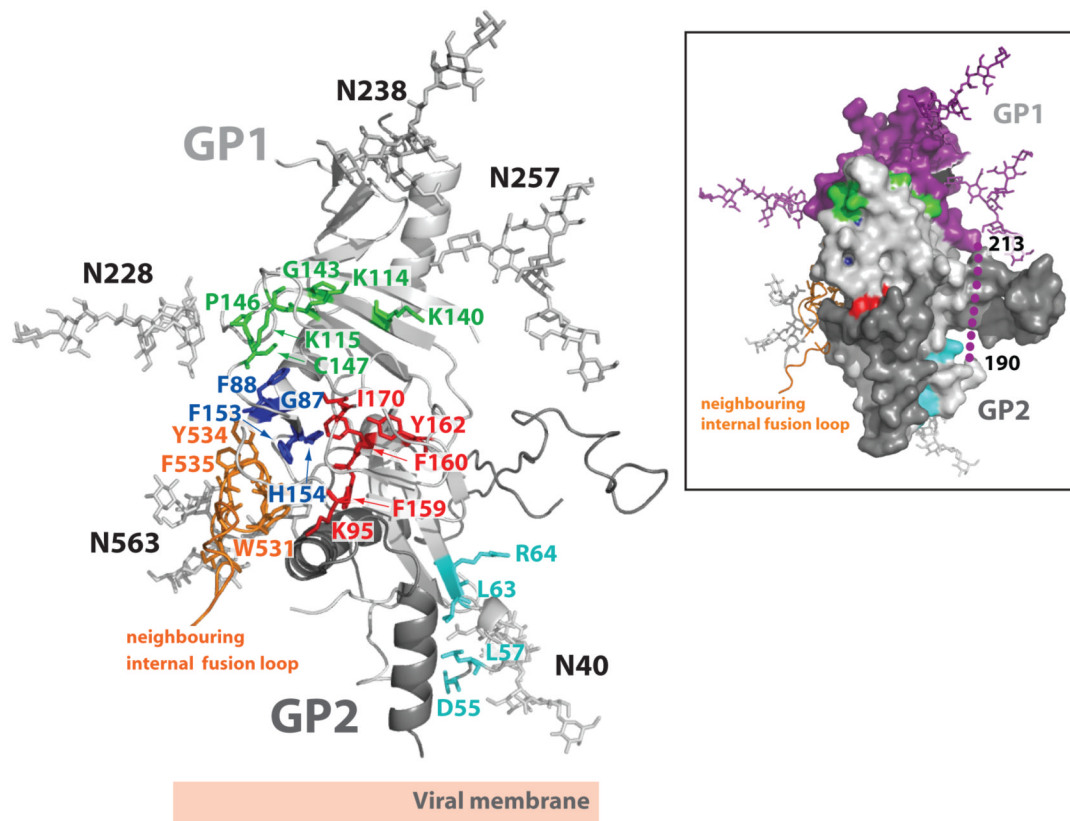 N238
GP1
N257
N228
G143
K114
P146
K140
K115
C147
F88
G87
I170
F153
Y162
Y534
F160
F535
H154
F159
K95
N563
W531
R64
L63
neighbouring
internal fusion loop
L57
N40
D55
GP2
Viral membrane
GP1
213
190
neighbouring
internal fusion loop
GP2